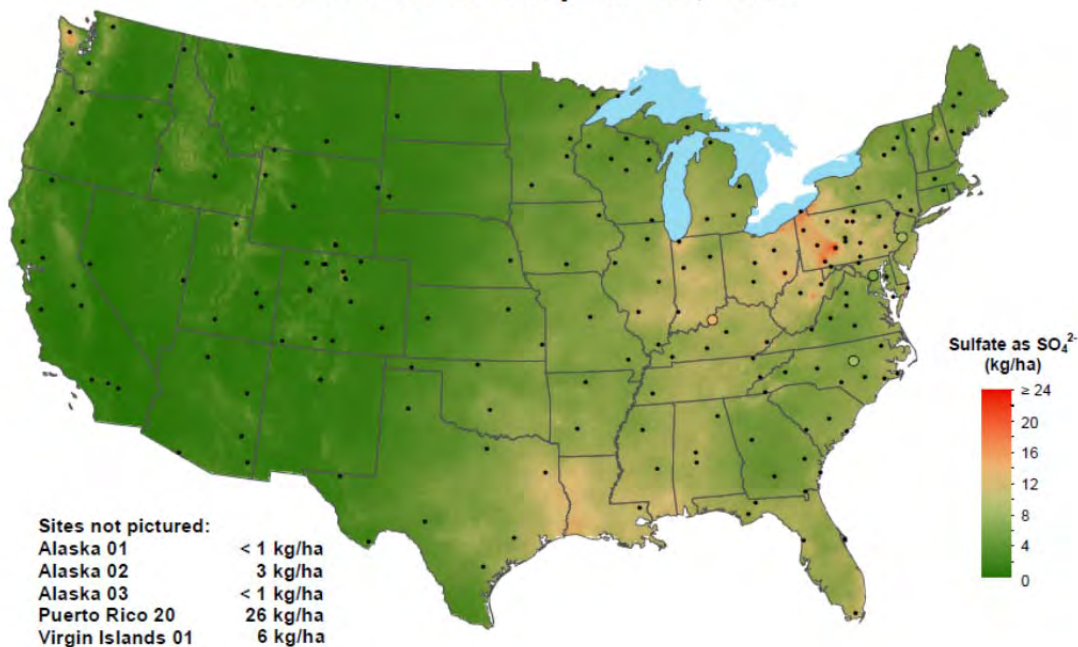 Sulfate as SO₄²⁻
(kg/ha)
≥ 24
20
16
12
8
4
0
Sites not pictured:
Alaska 01 < 1 kg/ha
Alaska 02 3 kg/ha
Alaska 03 < 1 kg/ha
Puerto Rico 20 26 kg/ha
Virgin Islands 01 6 kg/ha